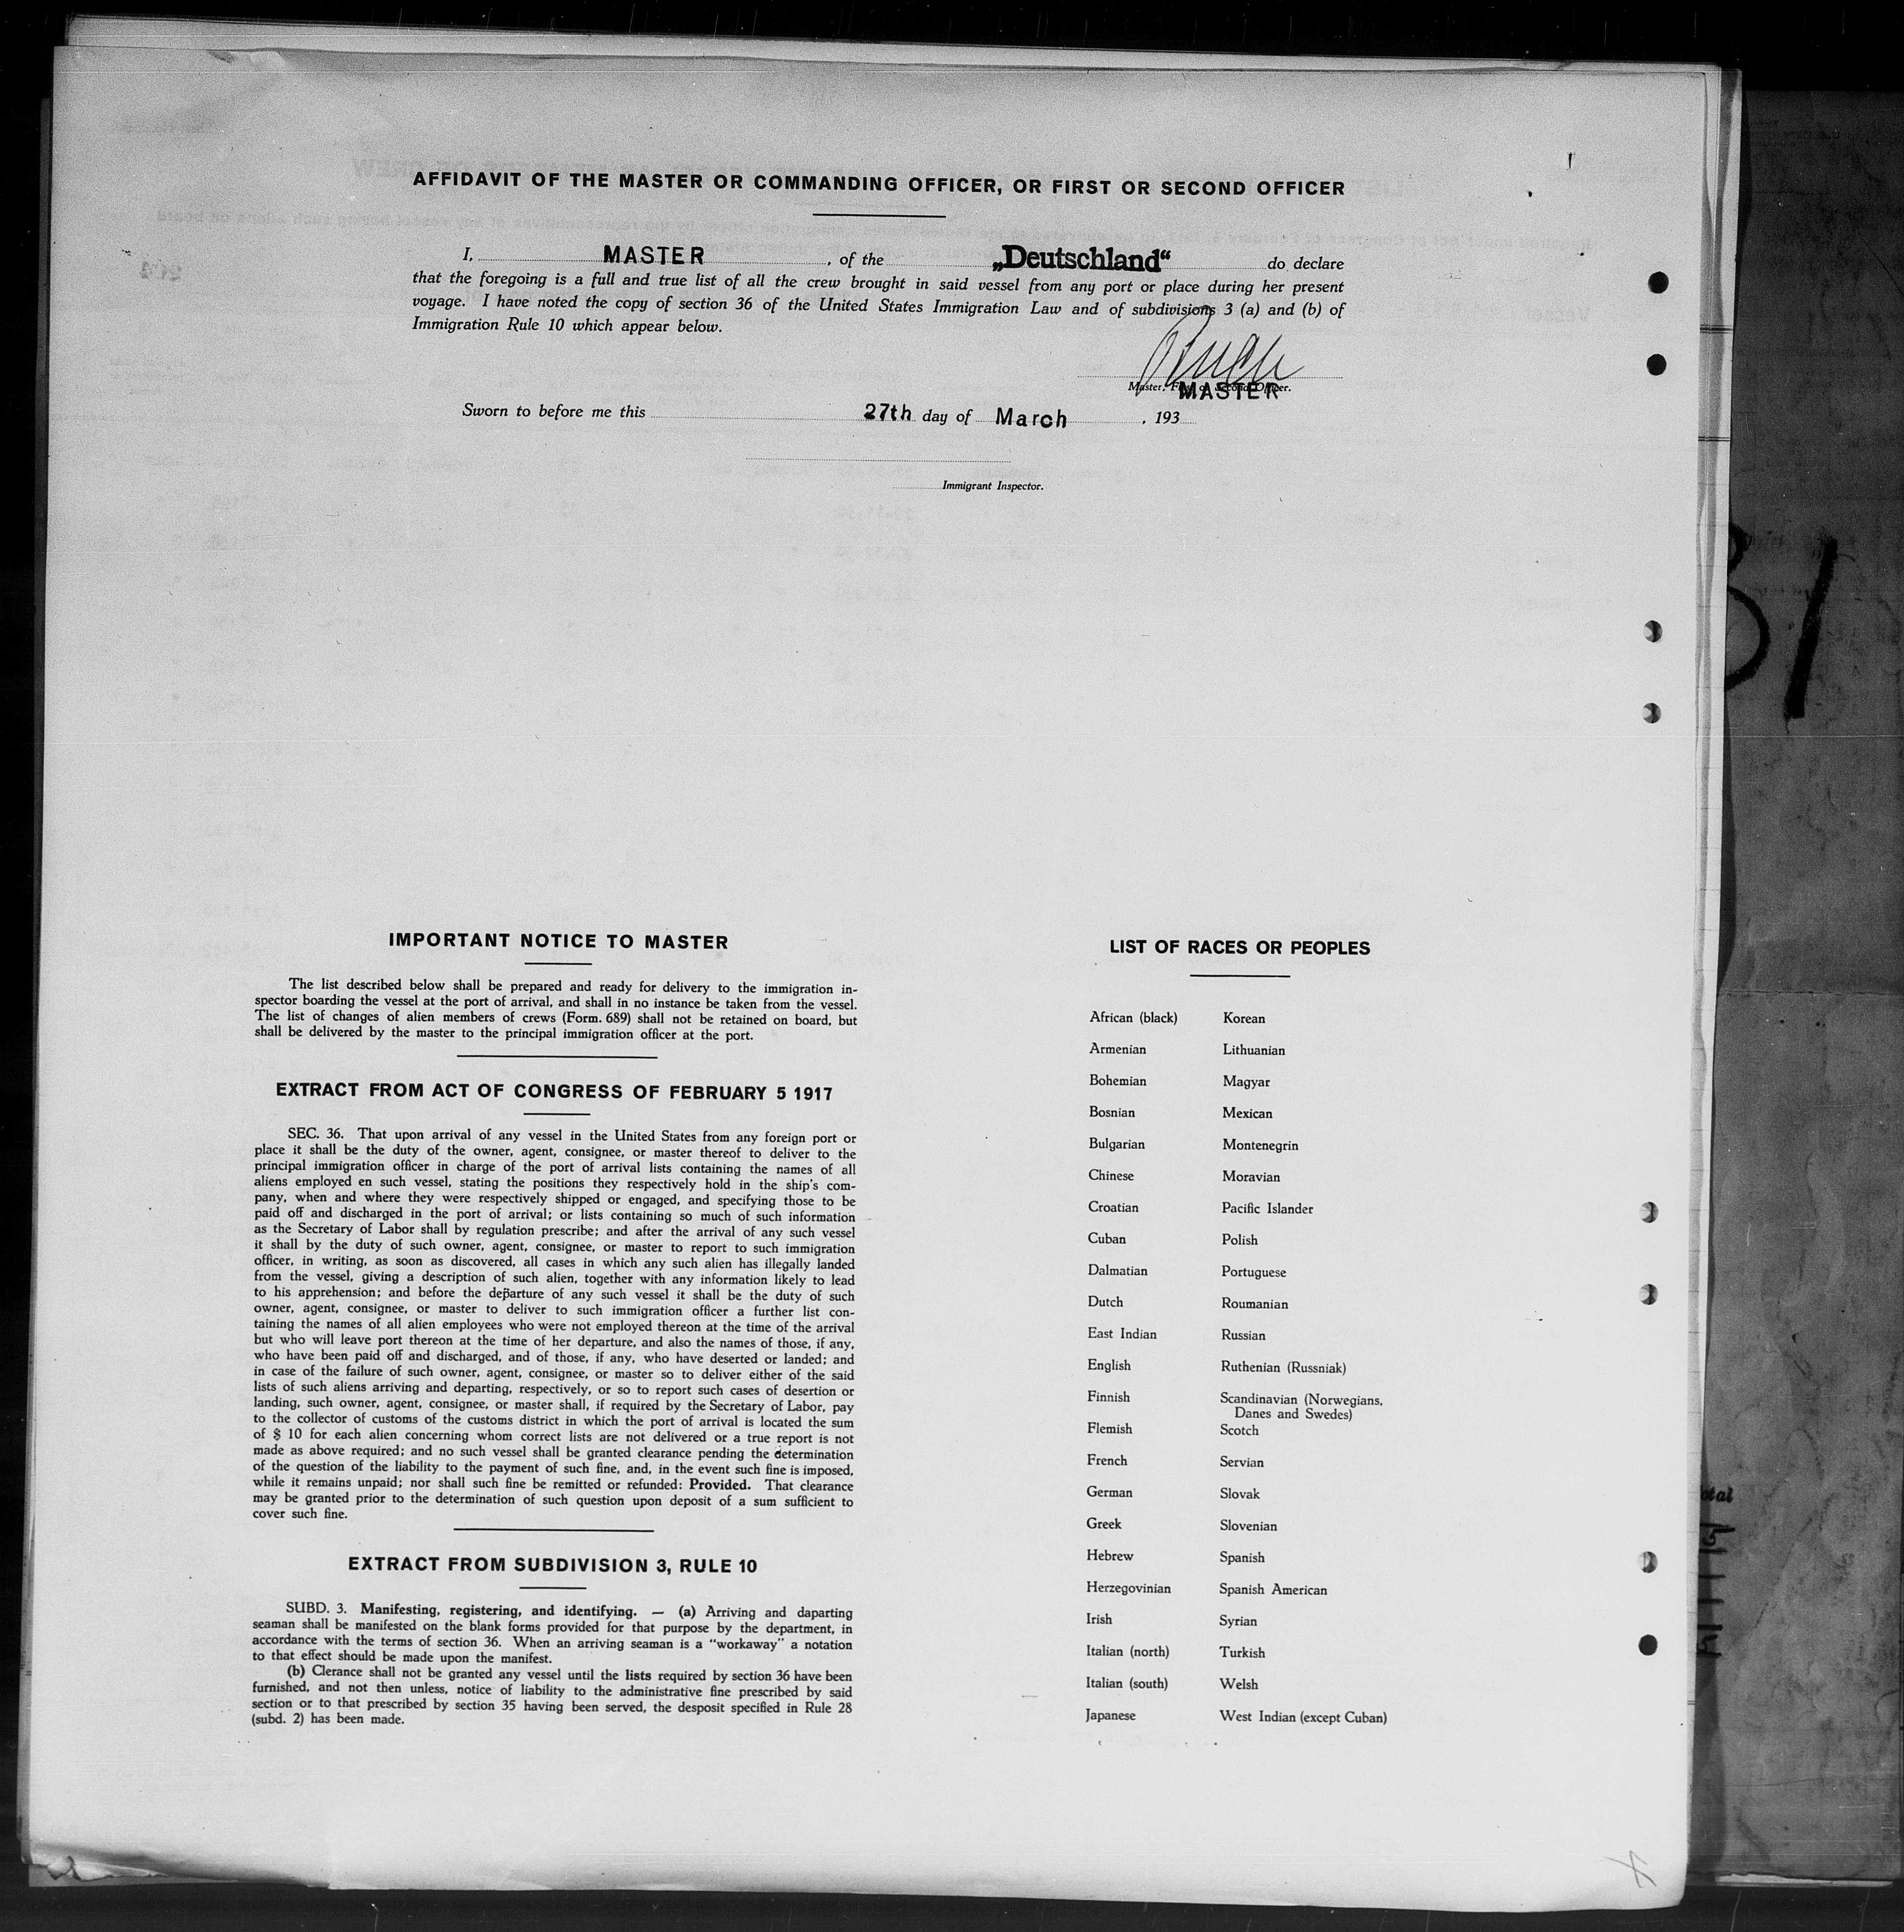 AFFIDAVIT OF THE MASTER OR COMMANDING OFFICER, OR FIRST OR SECOND OFFICER
I, MASTER, of the „Deutschland“ do declare
that the foregoing is a full and true list of all the crew brought in said vessel from any port or place during her present
voyage. I have noted the copy of section 36 of the United States Immigration Law and of subdivisions 3 (a) and (b) of
Immigration Rule 10 which appear below.
Master, First or Second Officer.
MASTER
Sworn to before me this 27th day of March, 193
Immigrant Inspector.
IMPORTANT NOTICE TO MASTER
The list described below shall be prepared and ready for delivery to the immigration in-
spector boarding the vessel at the port of arrival, and shall in no instance be taken from the vessel.
The list of changes of alien members of crews (Form. 689) shall not be retained on board, but
shall be delivered by the master to the principal immigration officer at the port.
EXTRACT FROM ACT OF CONGRESS OF FEBRUARY 5 1917
SEC. 36. That upon arrival of any vessel in the United States from any foreign port or
place it shall be the duty of the owner, agent, consignee, or master thereof to deliver to the
principal immigration officer in charge of the port of arrival lists containing the names of all
aliens employed en such vessel, stating the positions they respectively hold in the ship's com-
pany, when and where they were respectively shipped or engaged, and specifying those to be
paid off and discharged in the port of arrival; or lists containing so much of such information
as the Secretary of Labor shall by regulation prescribe; and after the arrival of any such vessel
it shall by the duty of such owner, agent, consignee, or master to report to such immigration
officer, in writing, as soon as discovered, all cases in which any such alien has illegally landed
from the vessel, giving a description of such alien, together with any information likely to lead
to his apprehension; and before the departure of any such vessel it shall be the duty of such
owner, agent, consignee, or master to deliver to such immigration officer a further list con-
taining the names of all alien employees who were not employed thereon at the time of the arrival
but who will leave port thereon at the time of her departure, and also the names of those, if any,
who have been paid off and discharged, and of those, if any, who have deserted or landed; and
in case of the failure of such owner, agent, consignee, or master so to deliver either of the said
lists of such aliens arriving and departing, respectively, or so to report such cases of desertion or
landing, such owner, agent, consignee, or master shall, if required by the Secretary of Labor, pay
to the collector of customs of the customs district in which the port of arrival is located the sum
of $ 10 for each alien concerning whom correct lists are not delivered or a true report is not
made as above required; and no such vessel shall be granted clearance pending the determination
of the question of the liability to the payment of such fine, and, in the event such fine is imposed,
while it remains unpaid; nor shall such fine be remitted or refunded: Provided. That clearance
may be granted prior to the determination of such question upon deposit of a sum sufficient to
cover such fine.
EXTRACT FROM SUBDIVISION 3, RULE 10
SUBD. 3. Manifesting, registering, and identifying. — (a) Arriving and daparting
seaman shall be manifested on the blank forms provided for that purpose by the department, in
accordance with the terms of section 36. When an arriving seaman is a “workaway” a notation
to that effect should be made upon the manifest.
(b) Clerance shall not be granted any vessel until the lists required by section 36 have been
furnished, and not then unless, notice of liability to the administrative fine prescribed by said
section or to that prescribed by section 35 having been served, the desposit specified in Rule 28
(subd. 2) has been made.
LIST OF RACES OR PEOPLES
African (black) Korean
Armenian Lithuanian
Bohemian Magyar
Bosnian Mexican
Bulgarian Montenegrin
Chinese Moravian
Croatian Pacific Islander
Cuban Polish
Dalmatian Portuguese
Dutch Roumanian
East Indian Russian
English Ruthenian (Russniak)
Finnish Scandinavian (Norwegians,
Danes and Swedes)
Flemish Scotch
French Servian
German Slovak
Greek Slovenian
Hebrew Spanish
Herzegovinian Spanish American
Irish Syrian
Italian (north) Turkish
Italian (south) Welsh
Japanese West Indian (except Cuban)